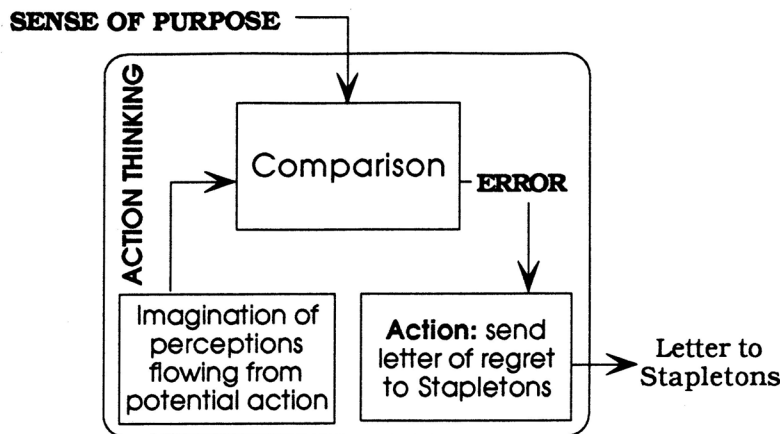 SENSE OF PURPOSE
ACTION THINKING
Comparison
ERROR
Imagination of
perceptions
flowing from
potential action
Action: send
letter of regret
to Stapletons
Letter to
Stapletons